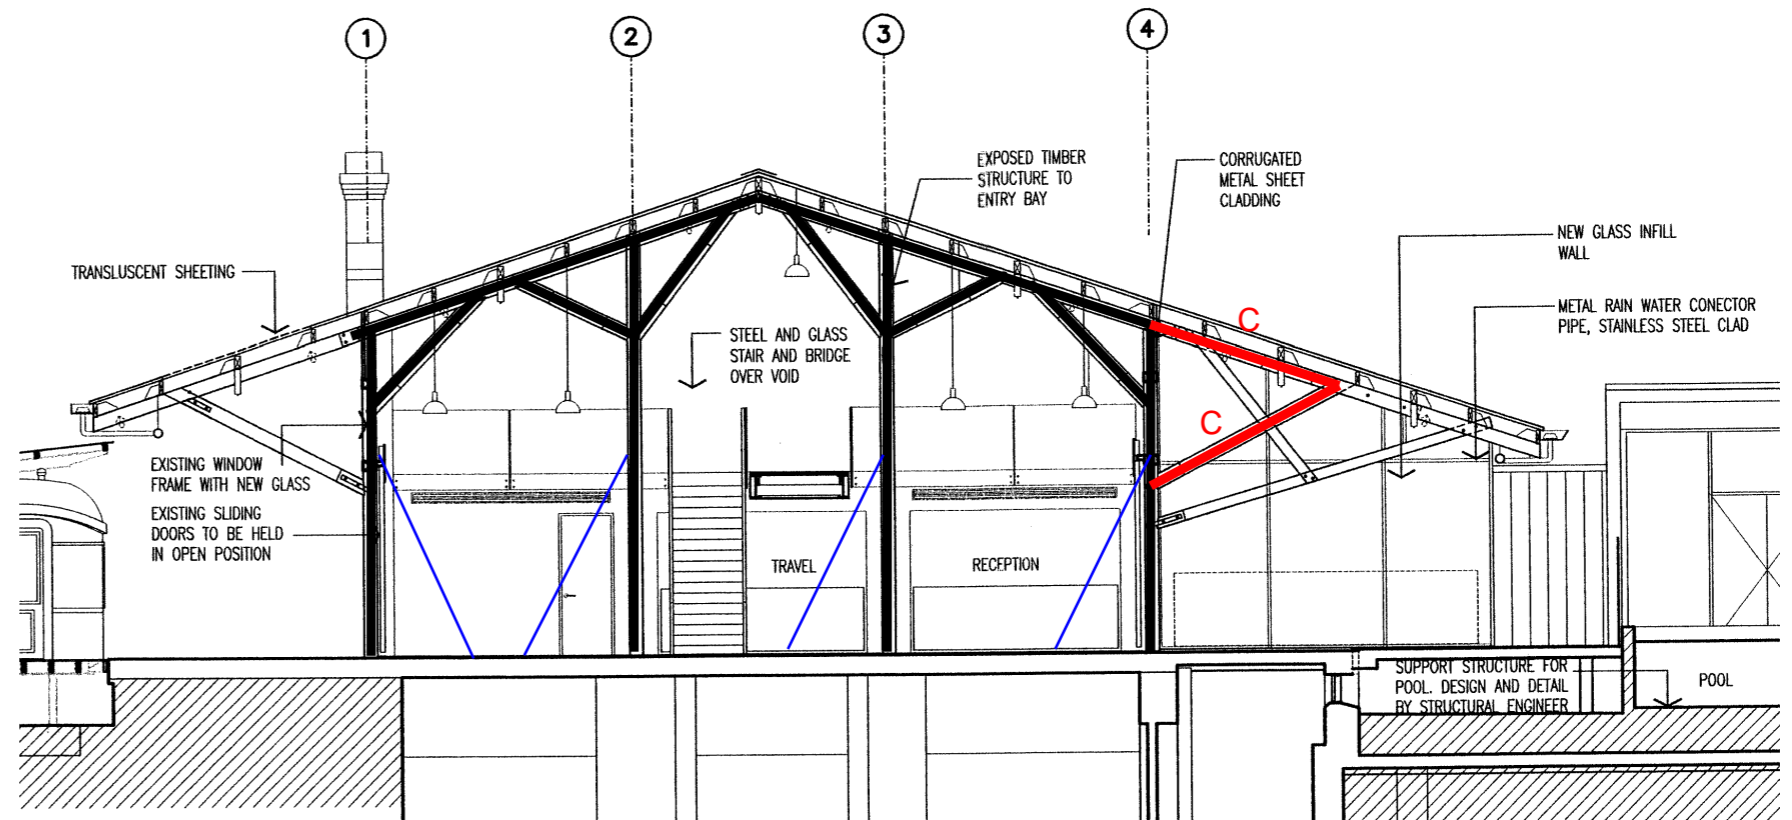 1
2
3
4
EXPOSED TIMBER
STRUCTURE TO
ENTRY BAY
CORRUGATED
METAL SHEET
CLADDING
NEW GLASS INFILL
WALL
TRANSLUSCENT SHEETING
METAL RAIN WATER CONECTOR
PIPE, STAINLESS STEEL CLAD
C
STEEL AND GLASS
STAIR AND BRIDGE
OVER VOID
C
EXISTING WINDOW
FRAME WITH NEW GLASS
EXISTING SLIDING
DOORS TO BE HELD
IN OPEN POSITION
TRAVEL
RECEPTION
SUPPORT STRUCTURE FOR
POOL. DESIGN AND DETAIL
BY STRUCTURAL ENGINEER
POOL